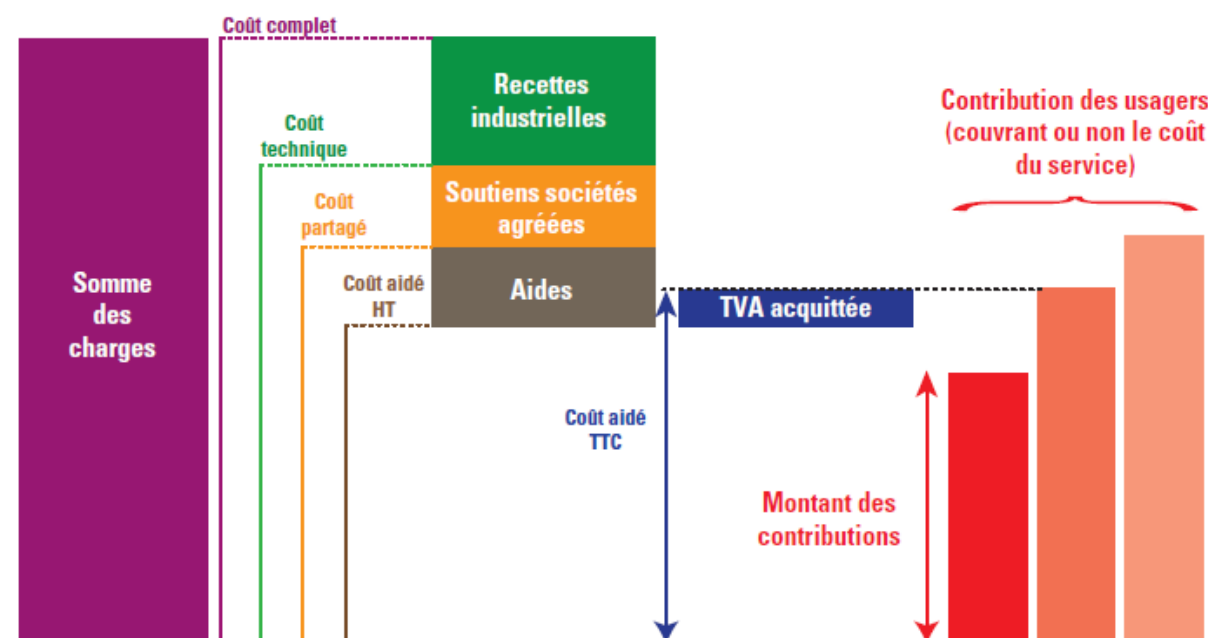 Coût complet
Recettes
industrielles
Contribution des usagers
(couvrant ou non le coût
du service)
Coût
technique
Soutiens sociétés
agréées
Coût
partagé
Somme
des
charges
Coût aidé
HT
Aides
TVA acquittée
Coût aidé
TTC
Montant des
contributions